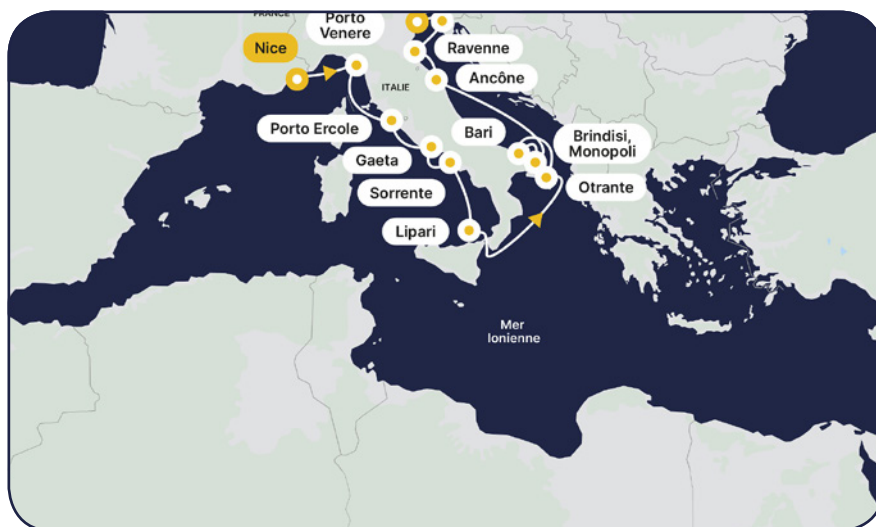 FRANCE
Porto
Venere
Nice
Ravenne
ITALIE
Ancône
Porto Ercole
Bari
Brindisi,
Monopoli
Gaeta
Otrante
Sorrente
Lipari
Mer
Ionienne